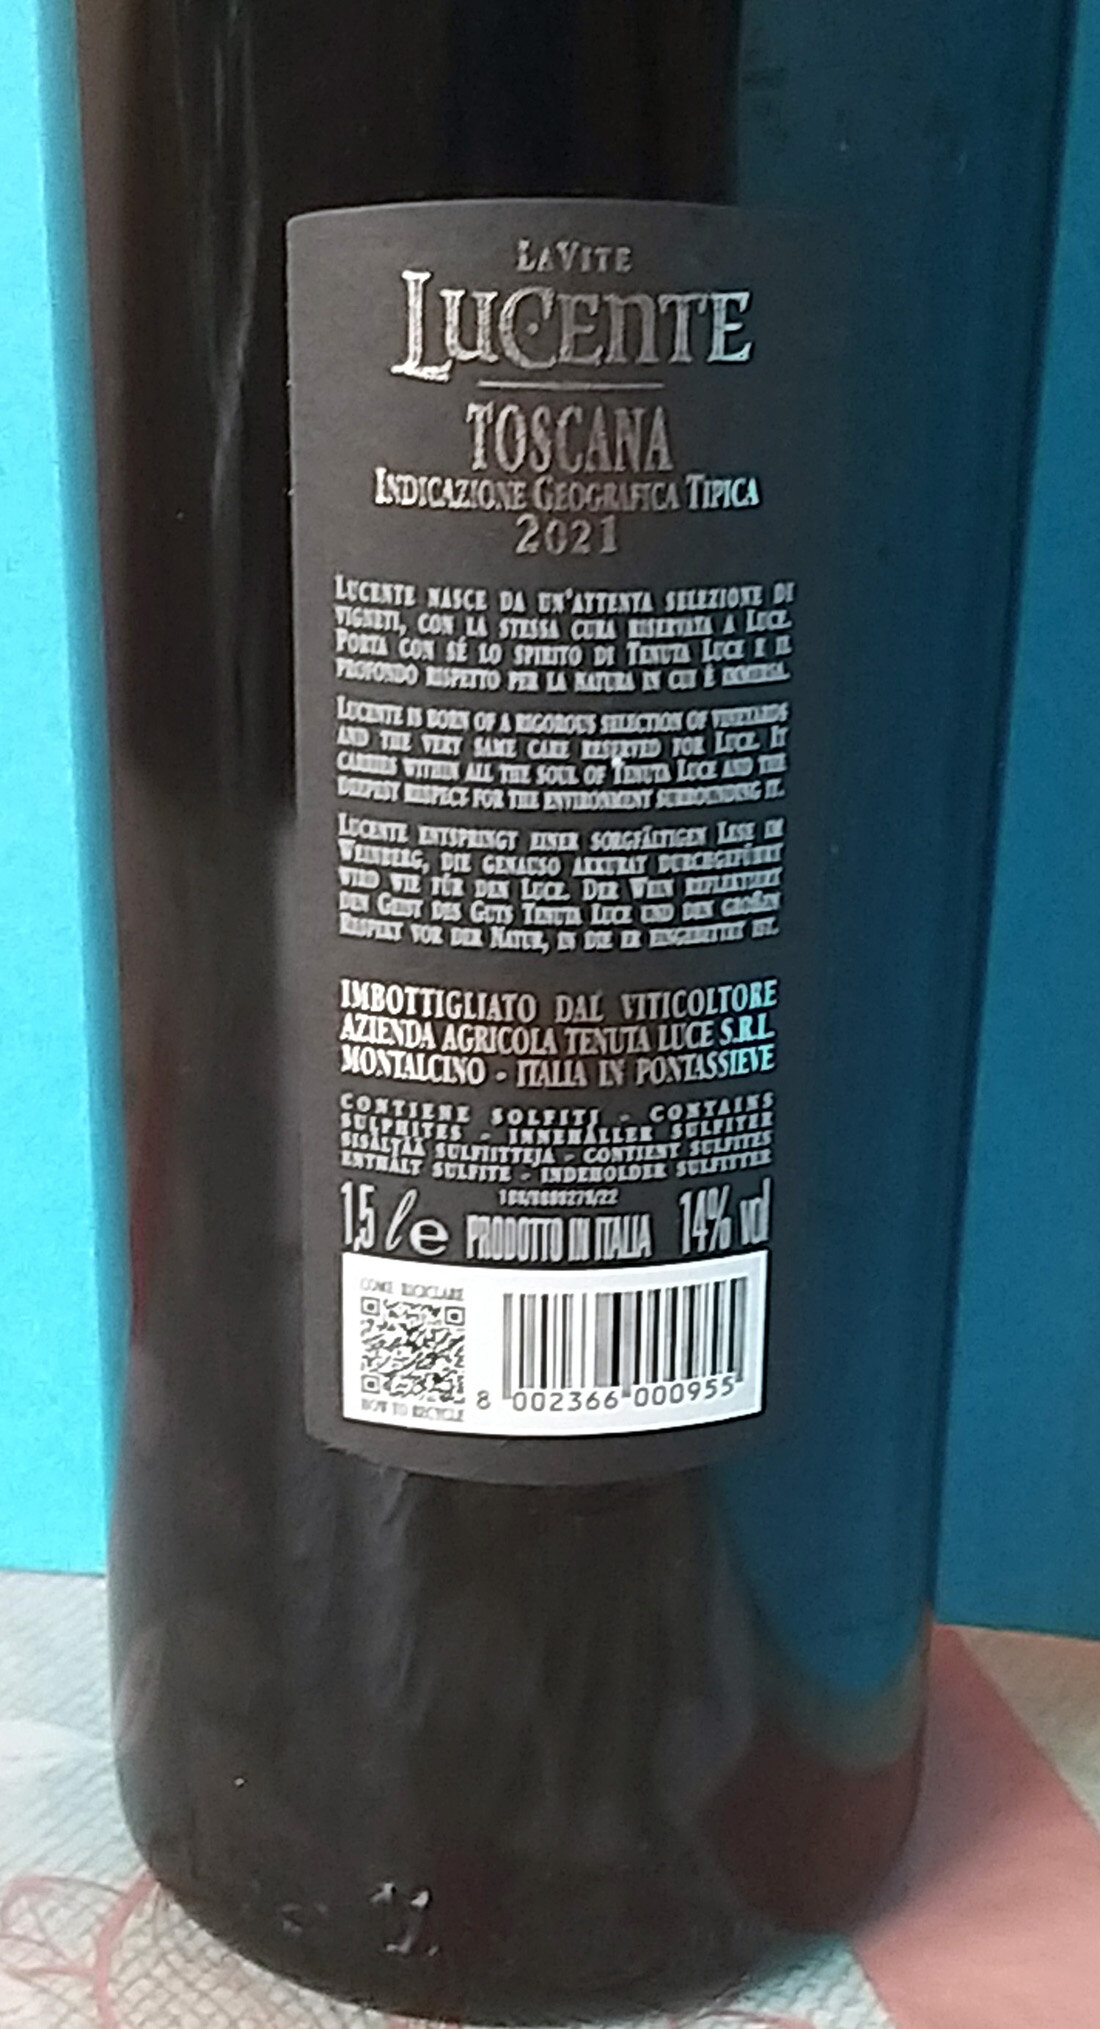 LaVite
Lucente
TOSCANA
Indicazione Geografica Tipica
2021
Lucente nasce da un'attenta selezione di
vigneti, con la stessa cura riservata a Luce.
Porta con sé lo spirito di Tenuta Luce e il
profondo rispetto per la natura in cui è immersa.
Lucente is born of a rigorous selection of vineyards
and the very same care reserved for Luce. It
carries within all the soul of Tenuta Luce and the
deepest respect for the environment surrounding it.
Lucente entspringt einer sorgfältigen Lese im
Weinberg, die genauso akkurat durchgeführt
wird wie für den Luce. Der Wein reflektiert
den Geist des Guts Tenuta Luce und den großen
Respekt vor der Natur, in die er eingebettet ist.
IMBOTTIGLIATO DAL VITICOLTORE
AZIENDA AGRICOLA TENUTA LUCE S.R.L.
MONTALCINO - ITALIA IN PONTASSIEVE
CONTIENE SOLFITI - CONTAINS
SULPHITES - INNEHÅLLER SULFITER
SISÄLTÄÄ SULFIITTEJA - CONTIENT SULFITES
ENTHÄLT SULFITE - INDEHOLDER SULFITTER
1,5 l e PRODOTTO IN ITALIA 14% vol
COME RICICLARE
HOW TO RECYCLE
8 002366 000955